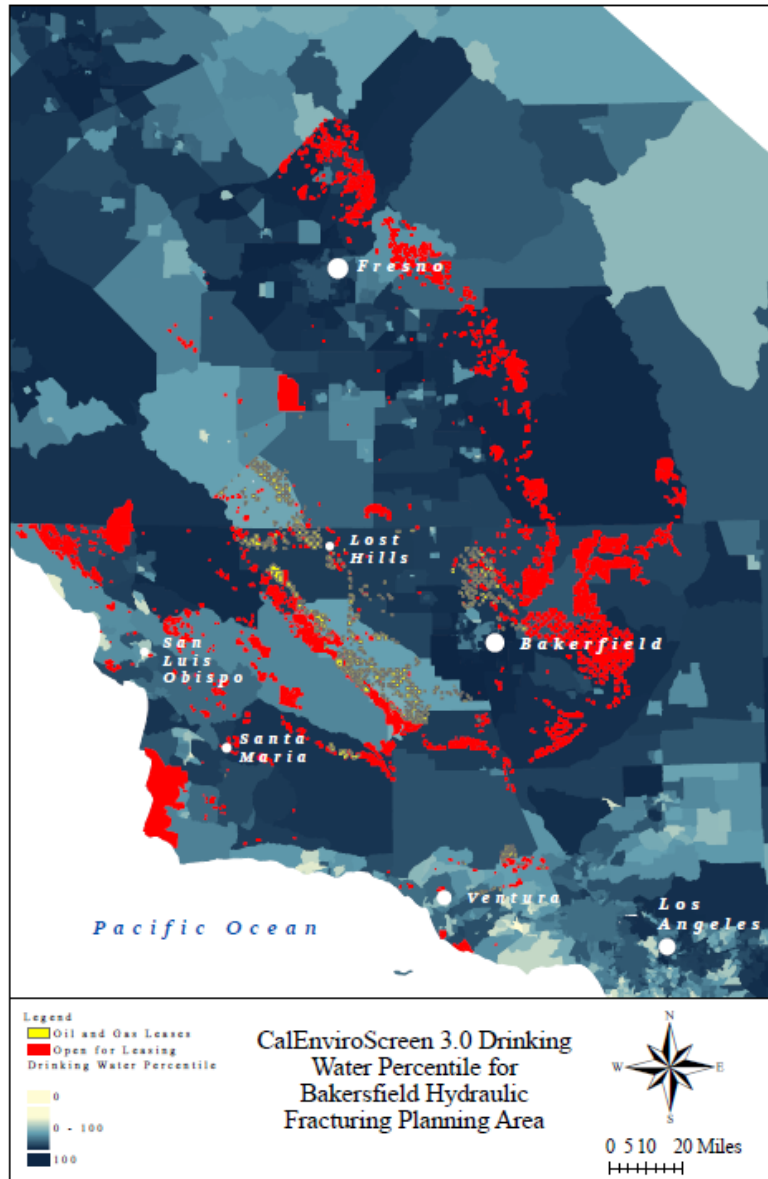 Fresno
Lost
Hills
Bakerfield
San
Luis
Obispo
Santa
Maria
Ventura
Los
Angeles
Pacific Ocean
Legend
Oil and Gas Leases
Open for Leasing
Drinking Water Percentile
0
0 - 100
100
CalEnviroScreen 3.0 Drinking
Water Percentile for
Bakersfield Hydraulic
Fracturing Planning Area
N
W
E
S
0 5 10 20 Miles